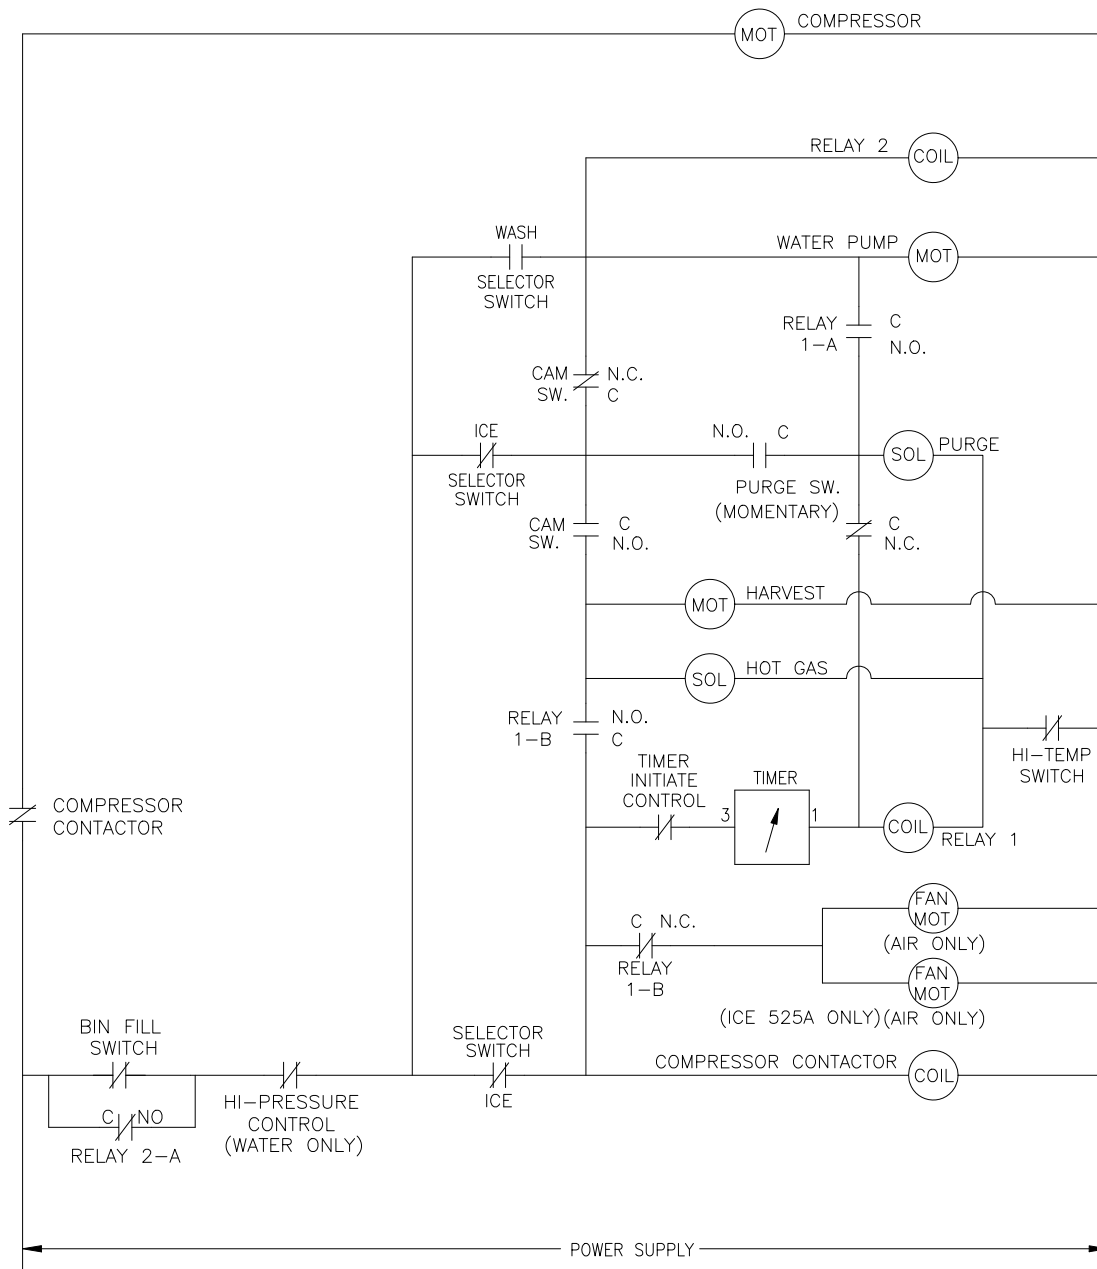 COMPRESSOR
MOT
RELAY 2
COIL
WASH
SELECTOR
SWITCH
WATER PUMP
MOT
RELAY
1-A
C
N.O.
CAM
SW.
N.C.
C
ICE
SELECTOR
SWITCH
N.O. C
PURGE SW.
(MOMENTARY)
SOL
PURGE
CAM
SW.
C
N.O.
C
N.C.
MOT
HARVEST
SOL
HOT GAS
RELAY
1-B
N.O.
C
HI-TEMP
SWITCH
TIMER
INITIATE
CONTROL
TIMER
3
1
COIL
RELAY 1
COMPRESSOR
CONTACTOR
C N.C.
RELAY
1-B
FAN
MOT
(AIR ONLY)
FAN
MOT
(ICE 525A ONLY)
(AIR ONLY)
BIN FILL
SWITCH
C NO
RELAY 2-A
HI-PRESSURE
CONTROL
(WATER ONLY)
SELECTOR
SWITCH
ICE
COMPRESSOR CONTACTOR
COIL
POWER SUPPLY